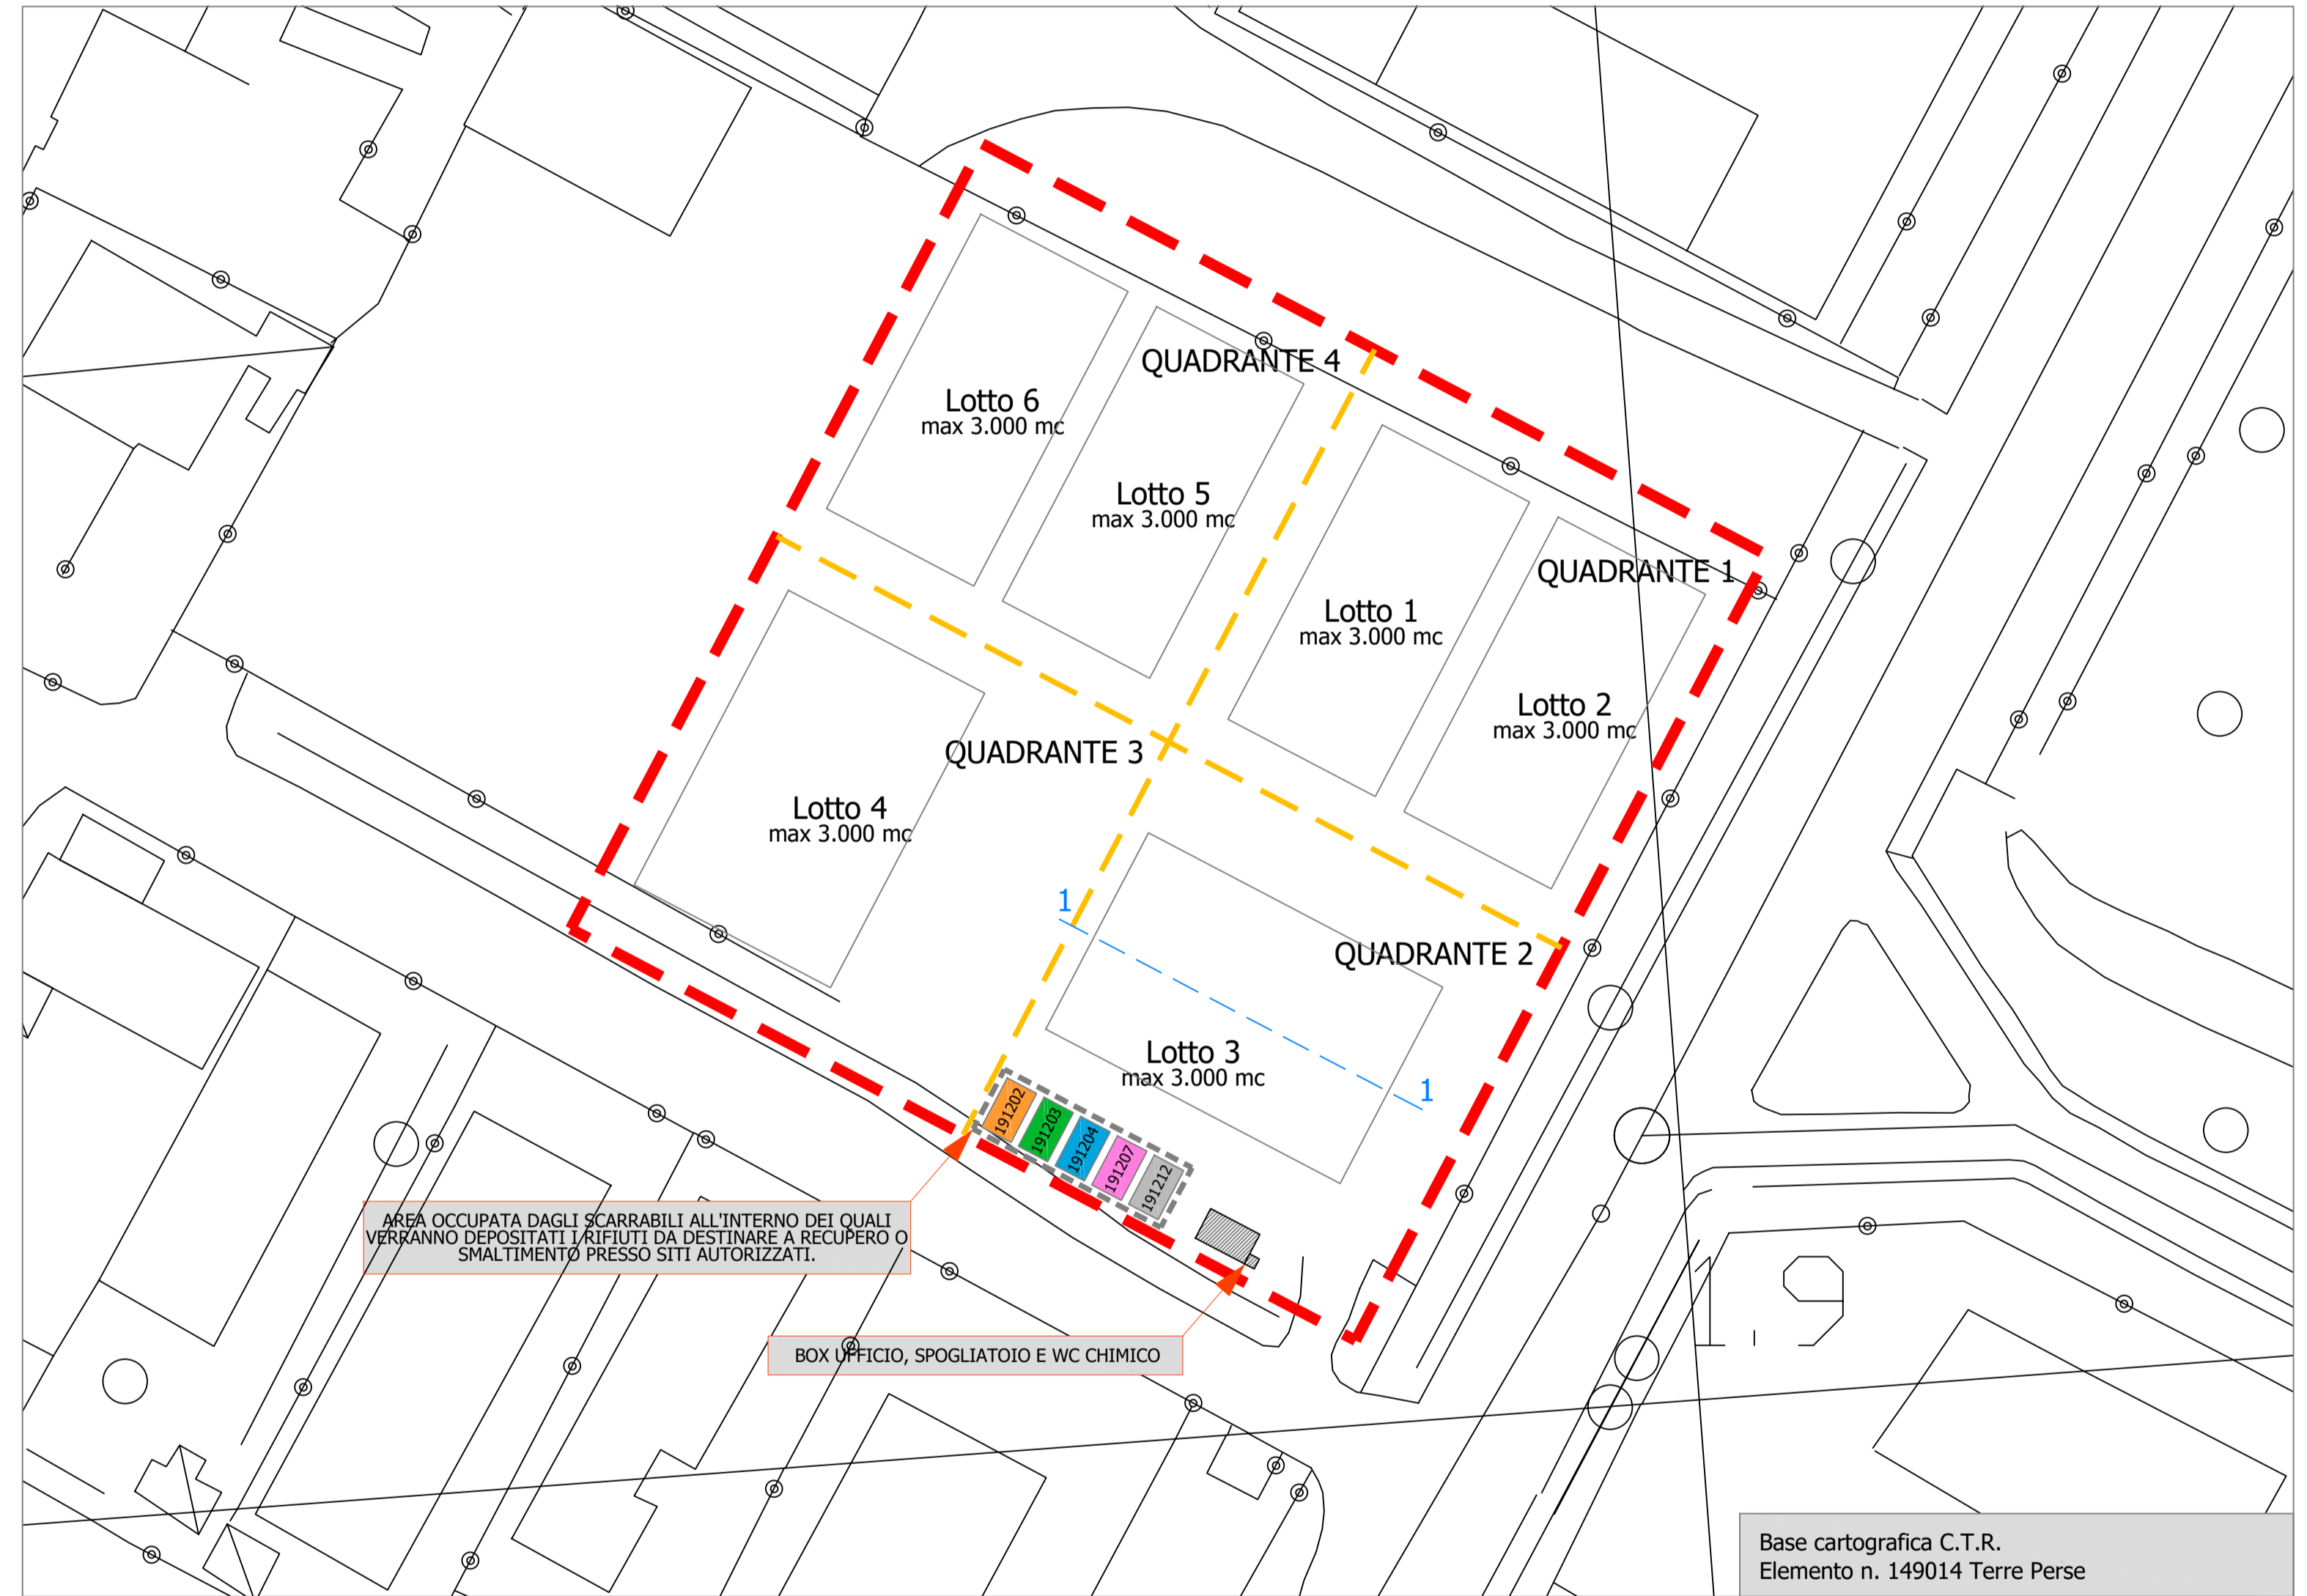 QUADRANTE 4
Lotto 6
max 3.000 mc
Lotto 5
max 3.000 mc
QUADRANTE 1
Lotto 1
max 3.000 mc
Lotto 2
max 3.000 mc
QUADRANTE 3
Lotto 4
max 3.000 mc
1
QUADRANTE 2
Lotto 3
max 3.000 mc
1
191202
191203
191204
191207
191212
AREA OCCUPATA DAGLI SCARRABILI ALL'INTERNO DEI QUALI
VERRANNO DEPOSITATI I RIFIUTI DA DESTINARE A RECUPERO O
SMALTIMENTO PRESSO SITI AUTORIZZATI.
1.9
BOX UFFICIO, SPOGLIATOIO E WC CHIMICO
Base cartografica C.T.R.
Elemento n. 149014 Terre Perse